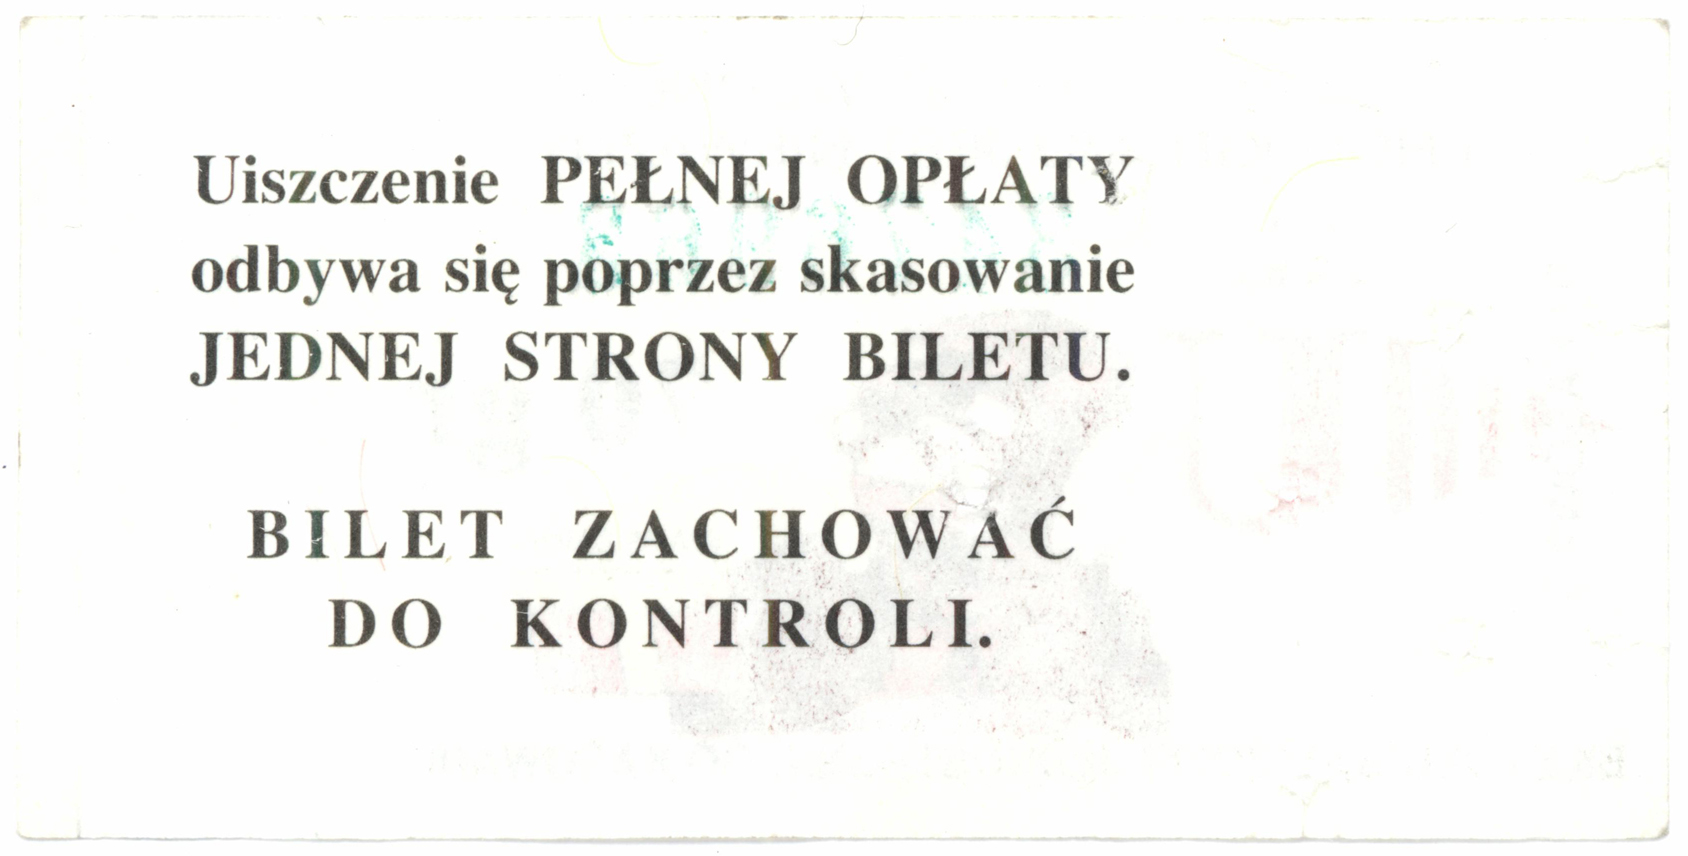 Uiszczenie PEŁNEJ OPŁATY
odbywa się poprzez skasowanie
JEDNEJ STRONY BILETU.
BILET ZACHOWAĆ
DO KONTROLI.